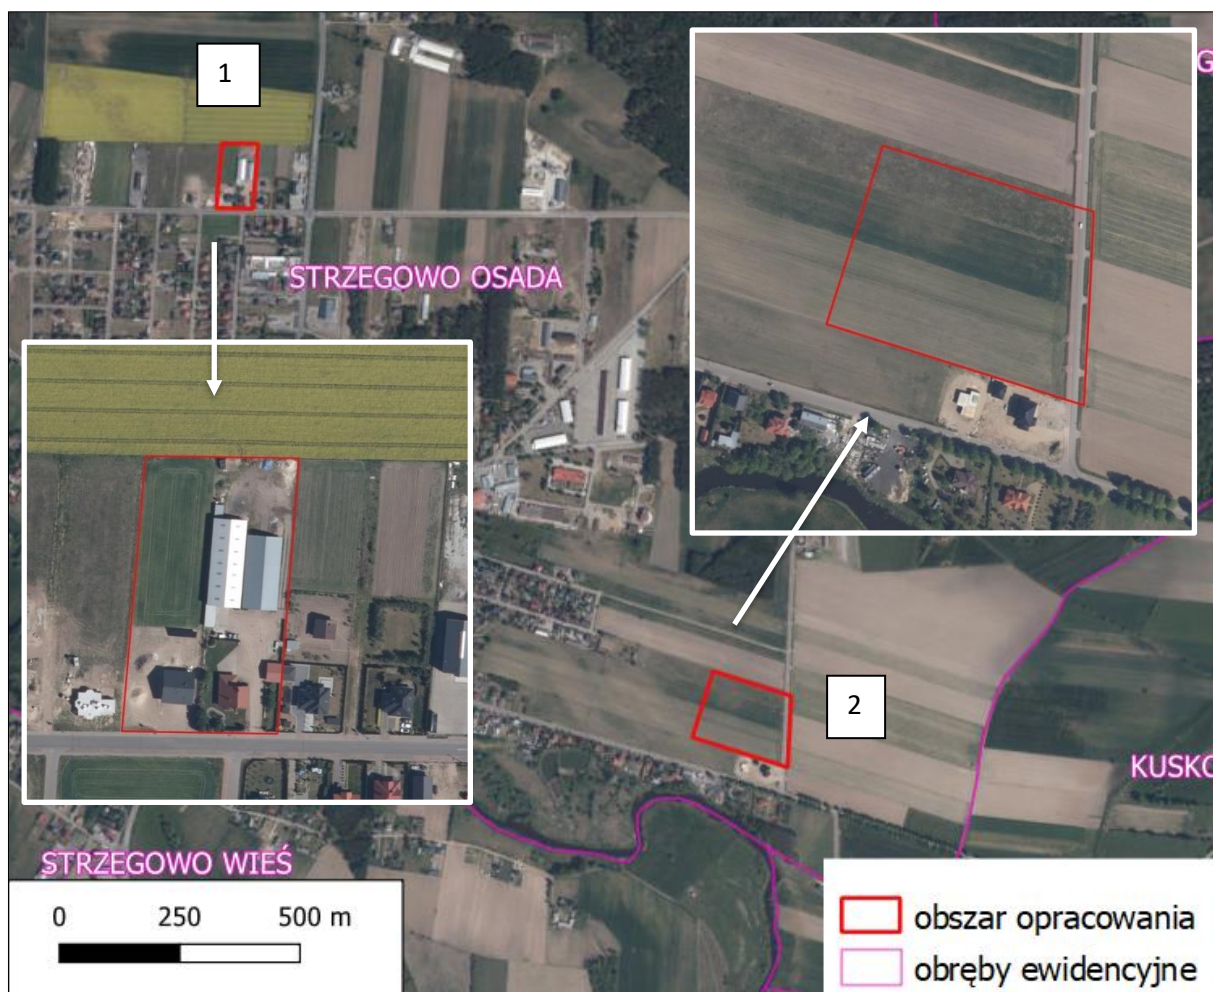 1
G
STRZEGOWO OSADA
2
KUSKO
STRZEGOWO WIEŚ
0 250 500 m
obszar opracowania
obręby ewidencyjne